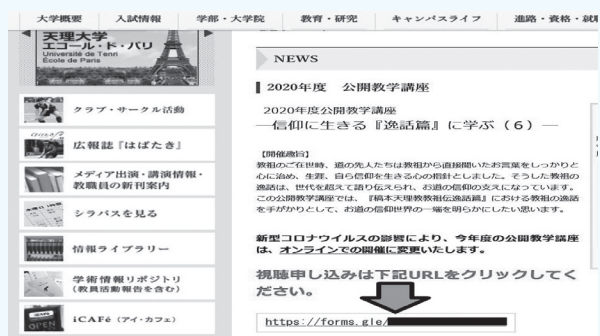 大学概要 入試情報 学部・大学院 教育・研究 キャンパスライフ 進路・資格・就職
天理大学
エコール・ド・パリ
Université de Tenri
École de Paris
クラブ・サークル活動
広報誌『はばたき』
メディア出演・講演情報・
教職員の新刊案内
シラバスを見る
情報ライブラリー
学術情報リポジトリ
(教員活動報告を含む)
OPEN
iCAFé (アイ・カフェ)
NEWS
2020年度 公開教学講座
2020年度公開教学講座
―信仰に生きる『逸話篇』に学ぶ(6)―
【開催趣旨】
教祖のご在世時、道の先人たちは教祖から直接聞いたお言葉をしっかりと
心に治め、生涯、自ら信仰を生きる心の指針としました。そうした教祖の
逸話は、世代を超えて語り伝えられ、お道の信仰の支えになっています。
この公開教学講座では、『稿本天理教教祖伝逸話篇』における教祖の逸話
を手がかりとして、お道の信仰世界の一端を明らかにしたい思います。
新型コロナウイルスの影響により、今年度の公開教学講座
は、オンラインでの開催に変更いたします。
視聴申し込みは下記URLをクリックしてく
ださい。
https://forms.gle/